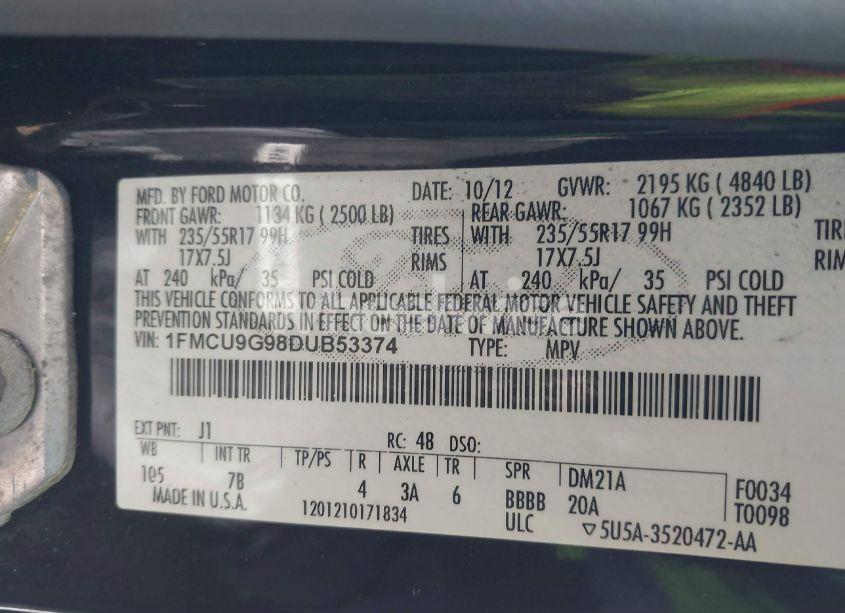 MFD. BY FORD MOTOR CO. DATE: 10/12 GVWR: 2195 KG ( 4840 LB)
FRONT GAWR: 1134 KG ( 2500 LB) REAR GAWR: 1067 KG ( 2352 LB)
WITH 235/55R17 99H TIRES WITH 235/55R17 99H TIRE
17X7.5J RIMS 17X7.5J RIM
AT 240 kPa/ 35 PSI COLD AT 240 kPa/ 35 PSI COLD
THIS VEHICLE CONFORMS TO ALL APPLICABLE FEDERAL MOTOR VEHICLE SAFETY AND THEFT
PREVENTION STANDARDS IN EFFECT ON THE DATE OF MANUFACTURE SHOWN ABOVE.
VIN: 1FMCU9G98DUB53374 TYPE: MPV
EXT PNT: J1 RC: 48 DSO:
WB INT TR TP/PS R AXLE TR SPR DM21A F0034
105 7B 4 3A 6 BBBB 20A T0098
MADE IN U.S.A. 1201210171834 ULC ▽5U5A-3520472-AA